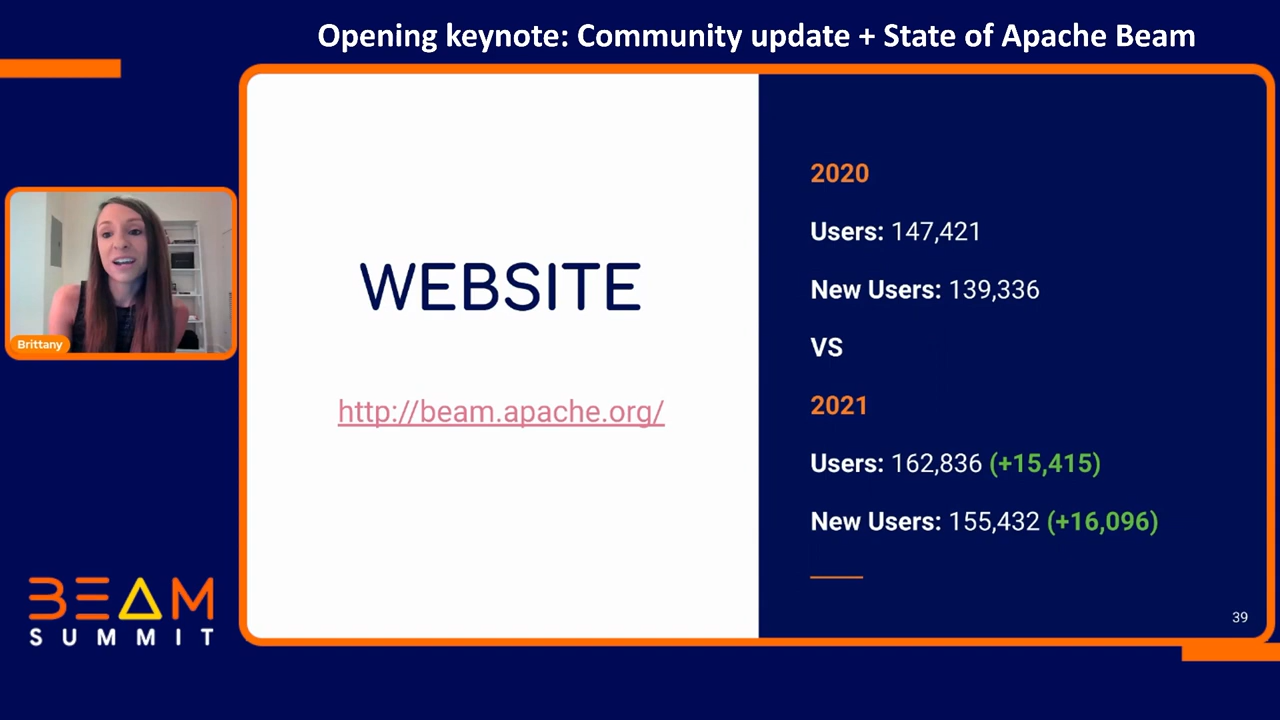 Opening keynote: Community update + State of Apache Beam
Brittany
WEBSITE
http://beam.apache.org/
2020
Users: 147,421
New Users: 139,336
VS
2021
Users: 162,836 (+15,415)
New Users: 155,432 (+16,096)
39
BEAM
SUMMIT